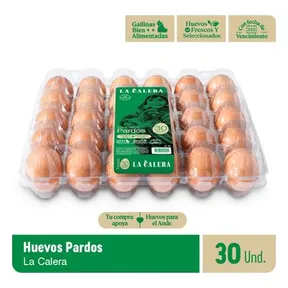 Gallinas
Bien
Alimentadas
Huevos
Frescos Y
Seleccionados
Con fecha de
Vencimiento
LA CALERA
Pardos
30
LA CALERA
Tu compra
apoya
Huevos para
el Ande
Huevos Pardos
La Calera
30 Und.